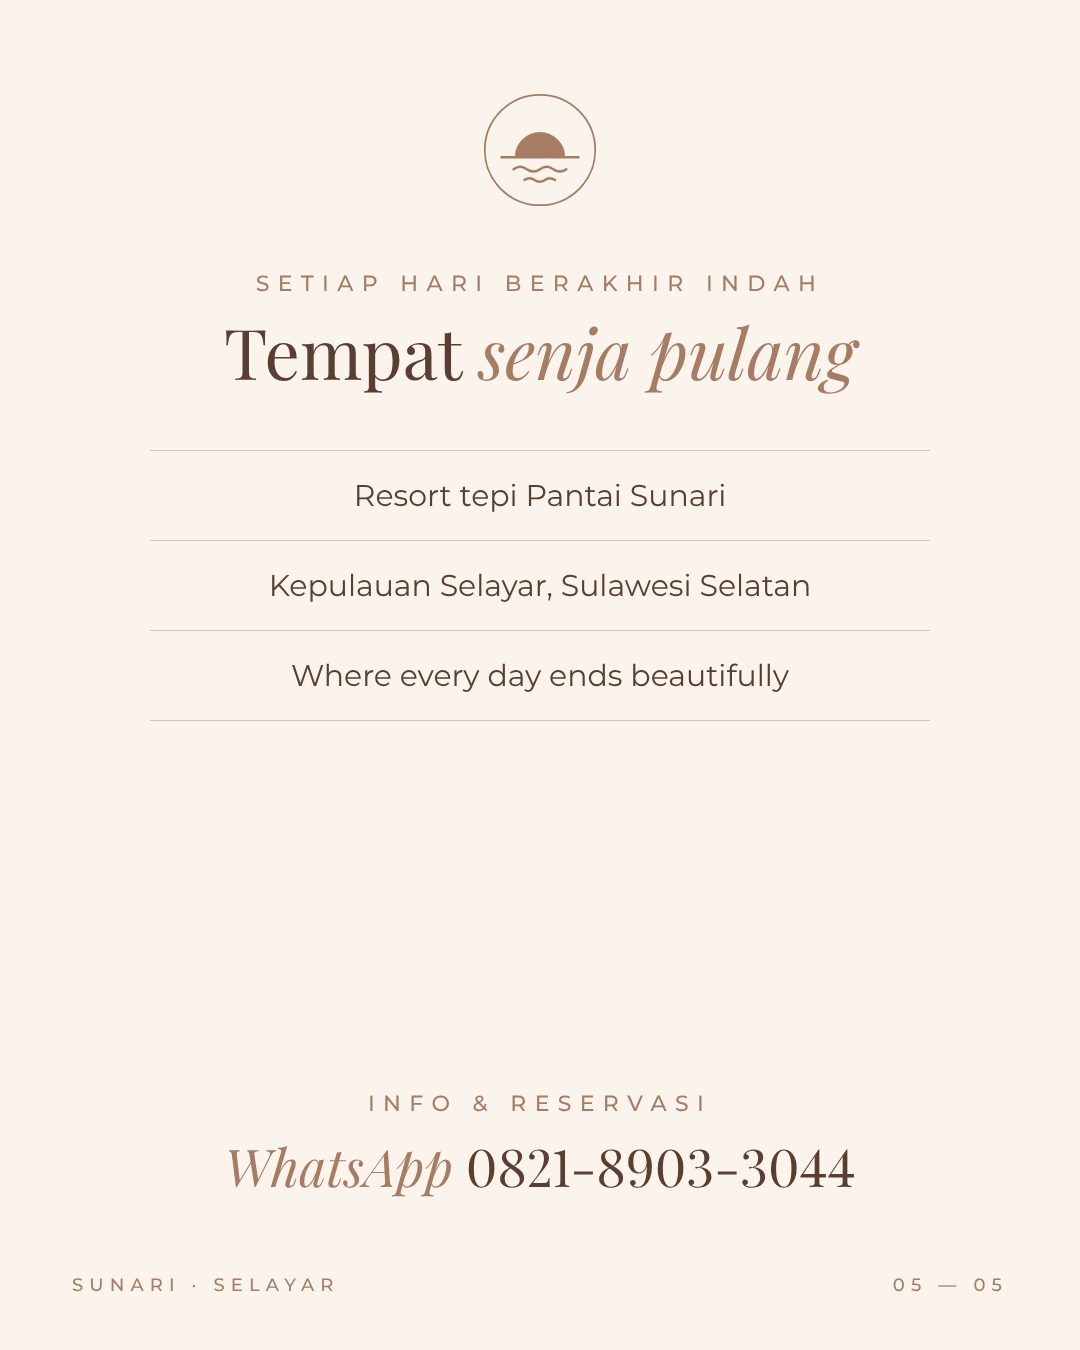 SETIAP HARI BERAKHIR INDAH
Tempat senja pulang
Resort tepi Pantai Sunari
Kepulauan Selayar, Sulawesi Selatan
Where every day ends beautifully
INFO & RESERVASI
WhatsApp 0821-8903-3044
SUNARI · SELAYAR
05 — 05